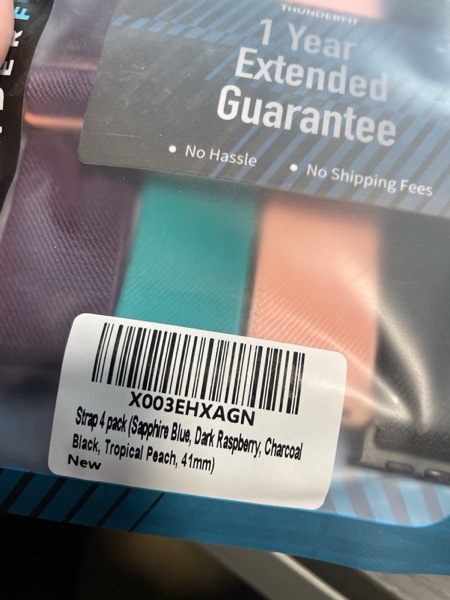 THUNDERFIT
1 Year
Extended
Guarantee
• No Hassle • No Shipping Fees
X003EHXAGN
Strap 4 pack (Sapphire Blue, Dark Raspberry, Charcoal
Black, Tropical Peach, 41mm)
New